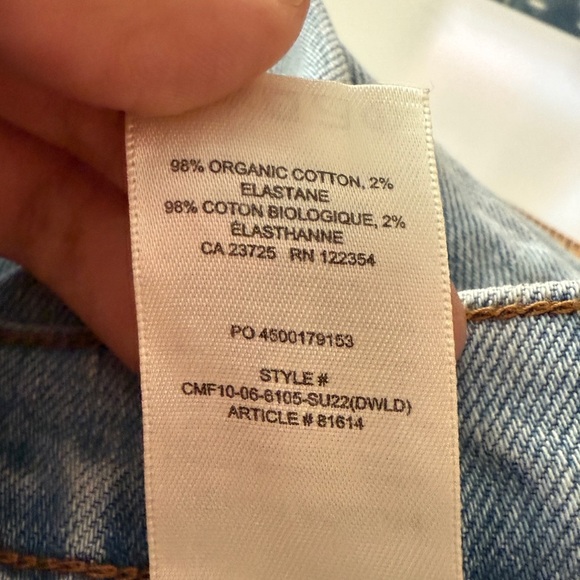 98% ORGANIC COTTON, 2%
ELASTANE
98% COTON BIOLOGIQUE, 2%
ÉLASTHANNE
CA 23725 RN 122354
PO 4500179153
STYLE #
CMF10-06-6105-SU22(DWLD)
ARTICLE # 81614